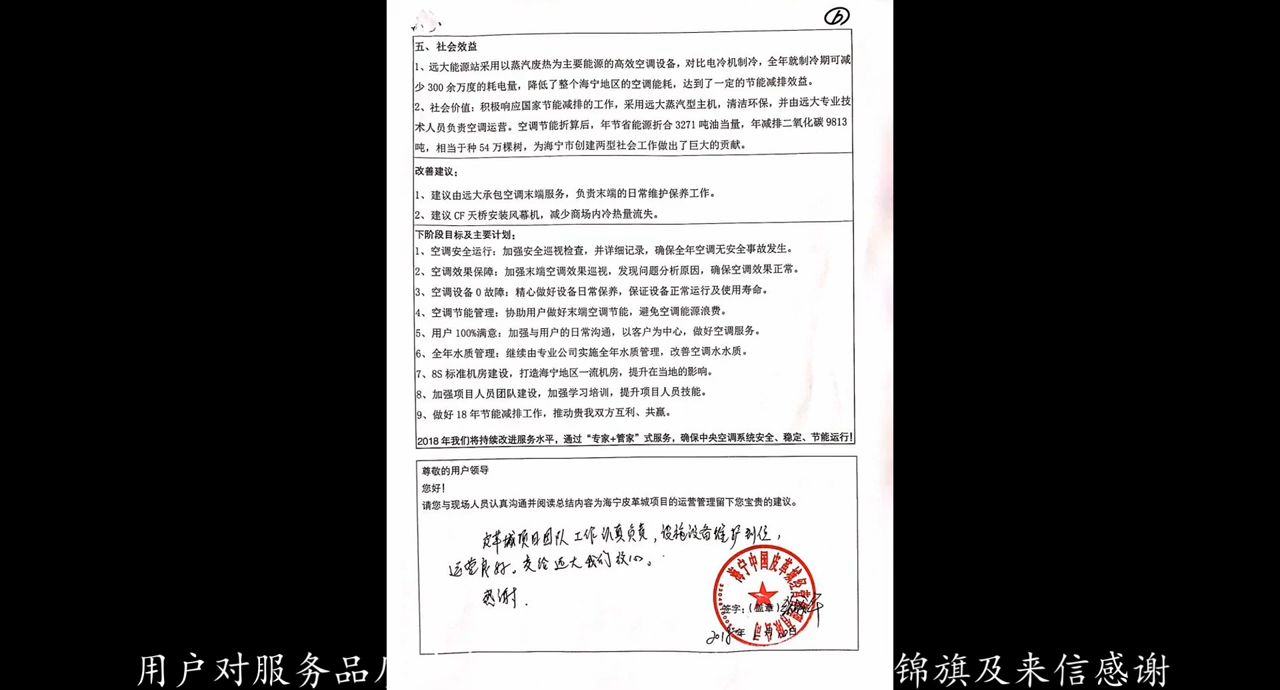 6
五、社会效益
1、远大能源站采用以蒸汽废热为主要能源的高效空调设备，对比电冷机制冷，全年就制冷期可减
少 300 余万度的耗电量，降低了整个海宁地区的空调能耗，达到了一定的节能减排效益。
2、社会价值：积极响应国家节能减排的工作，采用远大蒸汽型主机，清洁环保，并由远大专业技
术人员负责空调运营。空调节能折算后，年节省能源折合 3271 吨油当量，年减排二氧化碳 9813
吨，相当于种 54 万棵树，为海宁市创建两型社会工作做出了巨大的贡献。
改善建议：
1、建议由远大承包空调末端服务，负责末端的日常维护保养工作。
2、建议 CF 天桥安装风幕机，减少商场内冷热量流失。
下阶段目标及主要计划：
1、空调安全运行：加强安全巡视检查，并详细记录，确保全年空调无安全事故发生。
2、空调效果保障：加强末端空调效果巡视，发现问题分析原因，确保空调效果正常。
3、空调设备 0 故障：精心做好设备日常保养，保证设备正常运行及使用寿命。
4、空调节能管理：协助用户做好末端空调节能，避免空调能源浪费。
5、用户 100%满意：加强与用户的日常沟通，以客户为中心，做好空调服务。
6、全年水质管理：继续由专业公司实施全年水质管理，改善空调水水质。
7、8S 标准机房建设，打造海宁地区一流机房，提升在当地的影响。
8、加强项目人员团队建设，加强学习培训，提升项目人员技能。
9、做好 18 年节能减排工作，推动贵我双方互利、共赢。
2018 年我们将持续改进服务水平，通过“专家+管家”式服务，确保中央空调系统安全、稳定、节能运行！
尊敬的用户领导
您好！
请您与现场人员认真沟通并阅读总结内容为海宁皮革城项目的运营管理留下您宝贵的建议。
皮革城项目团队工作认真负责，设施设备维护到位，
运营良好。交给远大我们放心。
感谢.
海宁中国皮革城经营管理有限公司
签字：（盖章）
2018年 月 日
用户对服务品 锦旗及来信感谢